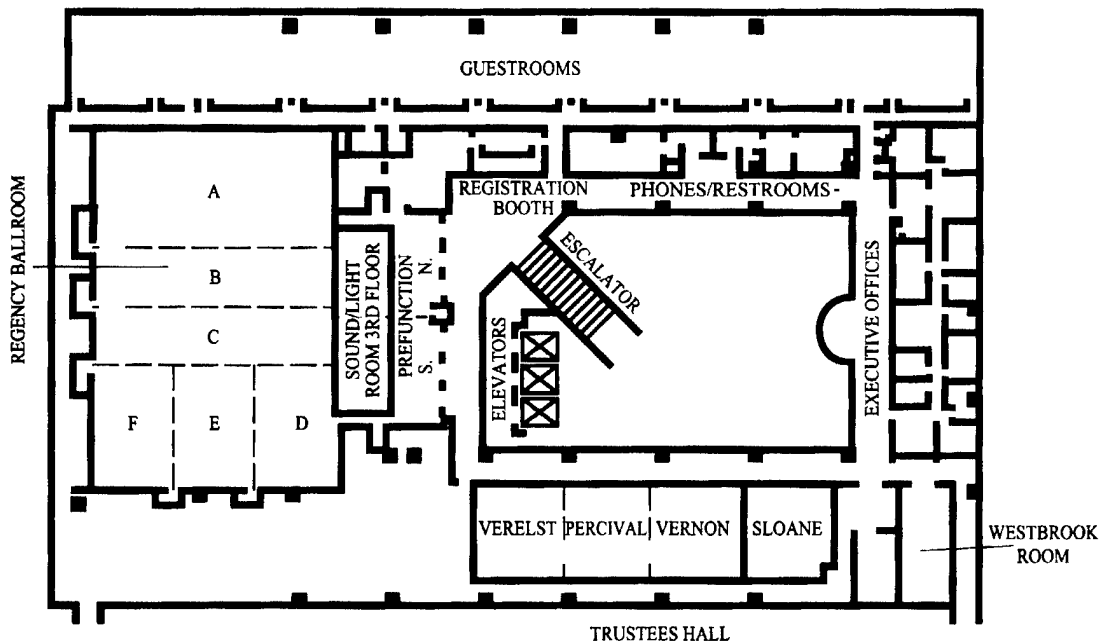 GUESTROOMS
REGENCY BALLROOM
A
B
C
F
E
D
SOUND/LIGHT
ROOM 3RD FLOOR
PREFUNCTION
S. N.
REGISTRATION
BOOTH
PHONES/RESTROOMS -
ESCALATOR
ELEVATORS
EXECUTIVE OFFICES
VERELST
PERCIVAL
VERNON
SLOANE
WESTBROOK
ROOM
TRUSTEES HALL